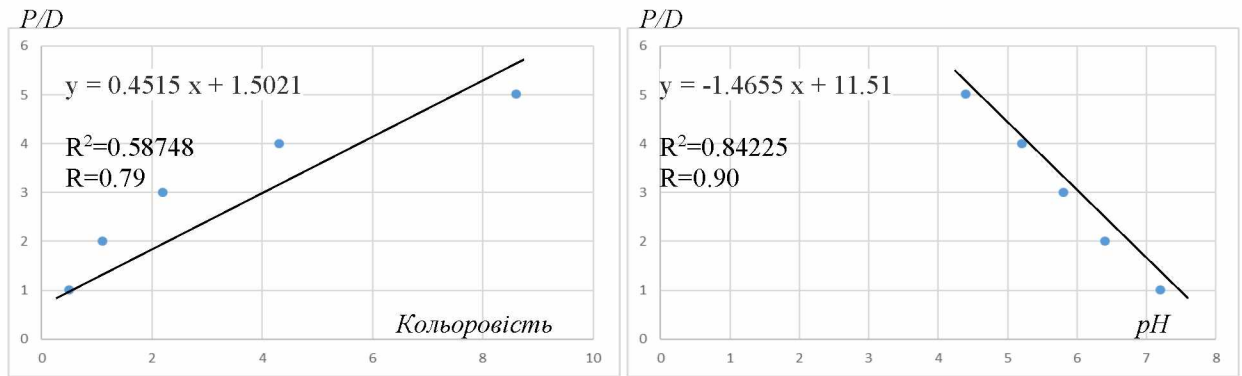 P/D
6
5
4
3
2
1
0
y = 0.4515 x + 1.5021
R²=0.58748
R=0.79
Кольоровість
0 2 4 6 8 10
P/D
6
5
4
3
2
1
0
y = -1.4655 x + 11.51
R²=0.84225
R=0.90
pH
0 1 2 3 4 5 6 7 8